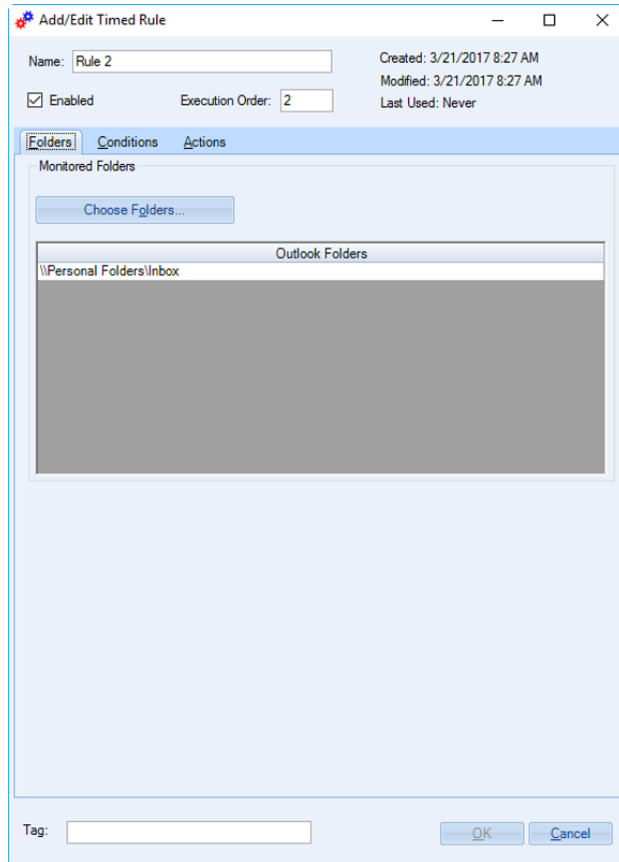 Add/Edit Timed Rule
Name: Rule 2
Created: 3/21/2017 8:27 AM
Modified: 3/21/2017 8:27 AM
Enabled Execution Order: 2 Last Used: Never
Folders Conditions Actions
Monitored Folders
Choose Folders...
Outlook Folders
\\Personal Folders\Inbox
Tag: OK Cancel